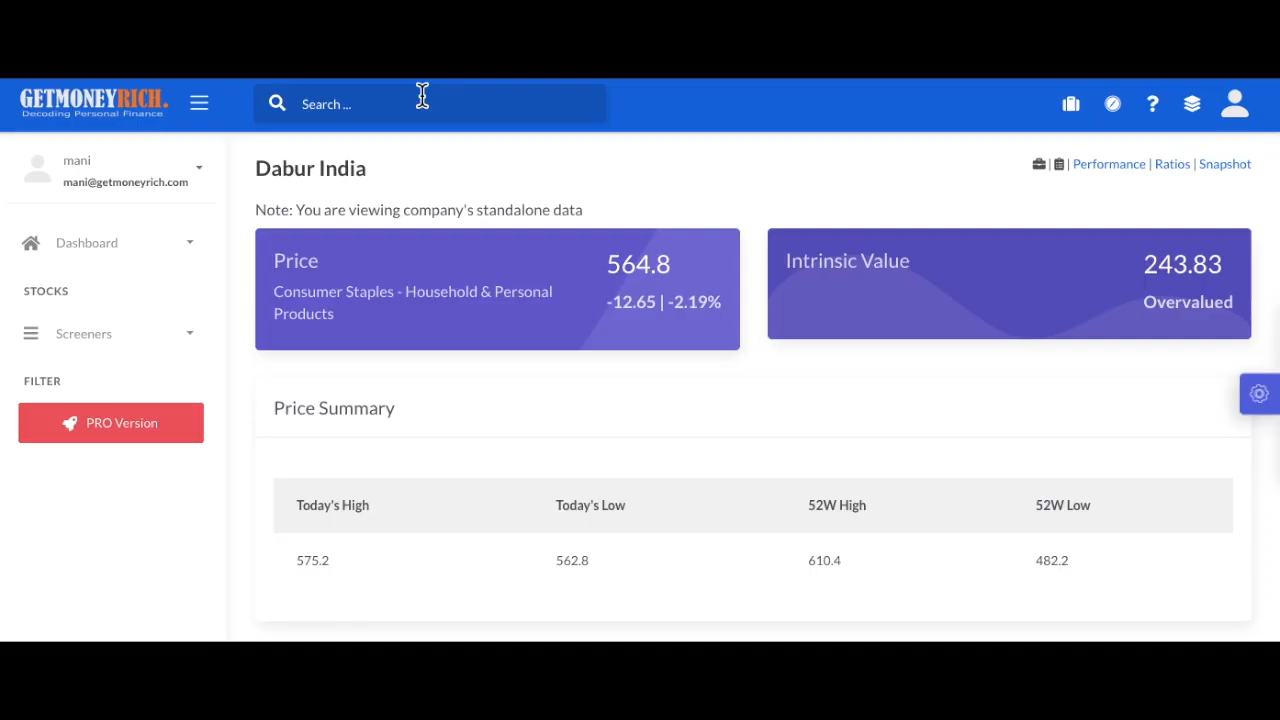 GETMONEYRICH.
Decoding Personal Finance
Search ...
?
mani
mani@getmoneyrich.com
Dashboard
STOCKS
Screeners
FILTER
PRO Version
Dabur India
| | Performance | Ratios | Snapshot
Note: You are viewing company's standalone data
Price
564.8
Consumer Staples - Household & Personal
Products
-12.65 | -2.19%
Intrinsic Value
243.83
Overvalued
Price Summary
Today's High Today's Low 52W High 52W Low
575.2 562.8 610.4 482.2